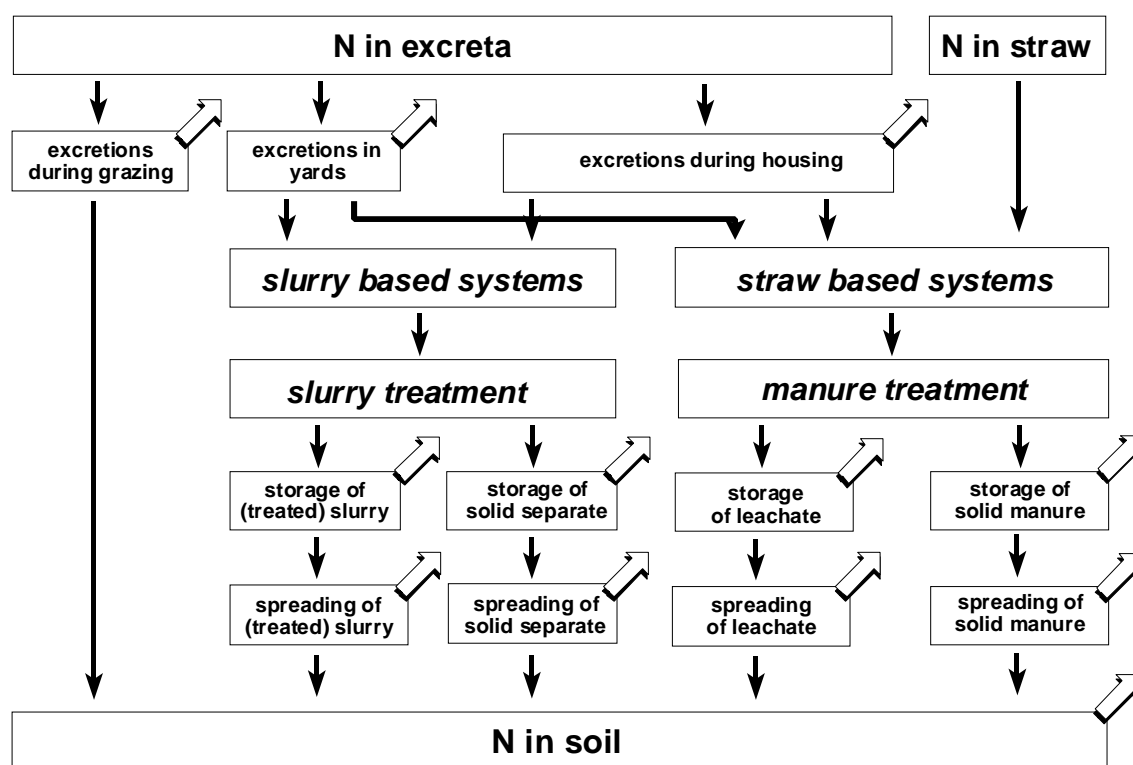 N in excreta
N in straw
excretions
during grazing
excretions in
yards
excretions during housing
slurry based systems
straw based systems
slurry treatment
manure treatment
storage of
(treated) slurry
storage of
solid separate
storage
of leachate
storage of
solid manure
spreading of
(treated) slurry
spreading of
solid separate
spreading
of leachate
spreading of
solid manure
N in soil